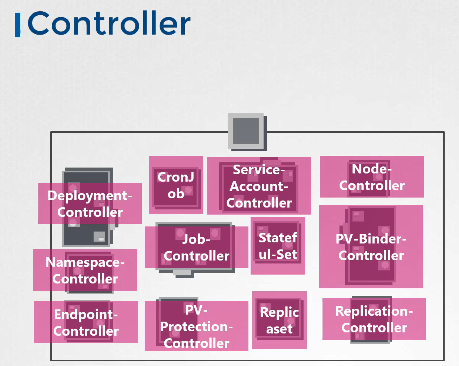 Controller
CronJ
ob
Service-
Account-
Controller
Node-
Controller
Deployment-
Controller
Job-
Controller
Statef
ul-Set
PV-Binder-
Controller
Namespace-
Controller
Endpoint-
Controller
PV-
Protection-
Controller
Replic
aset
Replication-
Controller